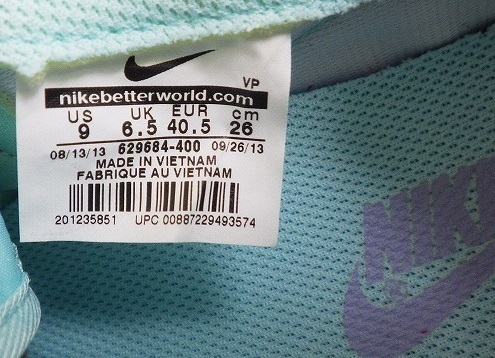 VP
nikebetterworld.com
US UK EUR cm
9 6.5 40.5 26
08/13/13 629684-400 09/26/13
MADE IN VIETNAM
FABRIQUE AU VIETNAM
201235851 UPC 00887229493574
NIKE